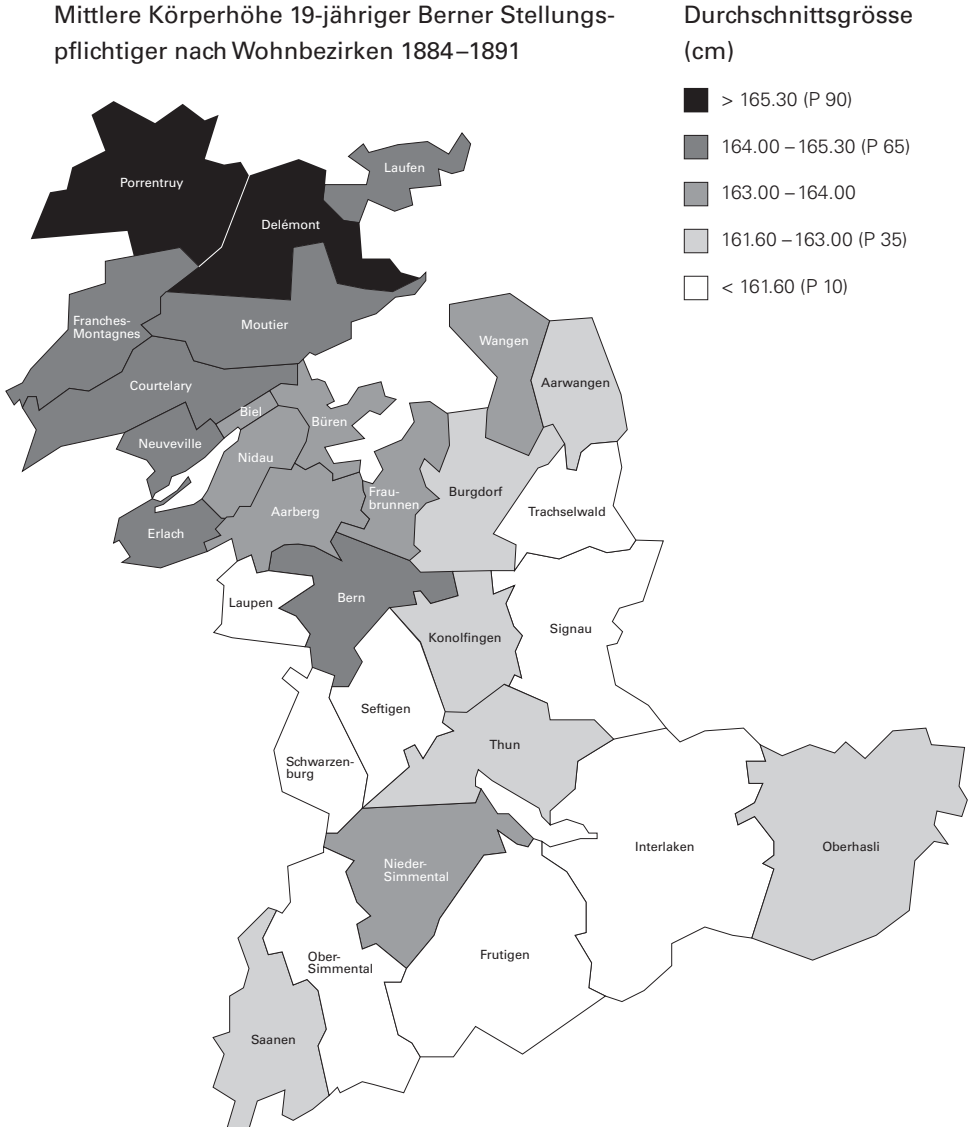 Mittlere Körperhöhe 19-jähriger Berner Stellungs-
pflichtiger nach Wohnbezirken 1884–1891
Durchschnittsgrösse
(cm)
> 165.30 (P 90)
164.00 – 165.30 (P 65)
163.00 – 164.00
161.60 – 163.00 (P 35)
< 161.60 (P 10)
Laufen
Porrentruy
Delémont
Franches-
Montagnes
Moutier
Wangen
Aarwangen
Courtelary
Biel
Büren
Neuveville
Nidau
Frau-
brunnen
Burgdorf
Aarberg
Trachselwald
Erlach
Laupen
Bern
Konolfingen
Signau
Seftigen
Thun
Schwarzen-
burg
Interlaken
Oberhasli
Nieder-
Simmental
Ober-
Simmental
Frutigen
Saanen